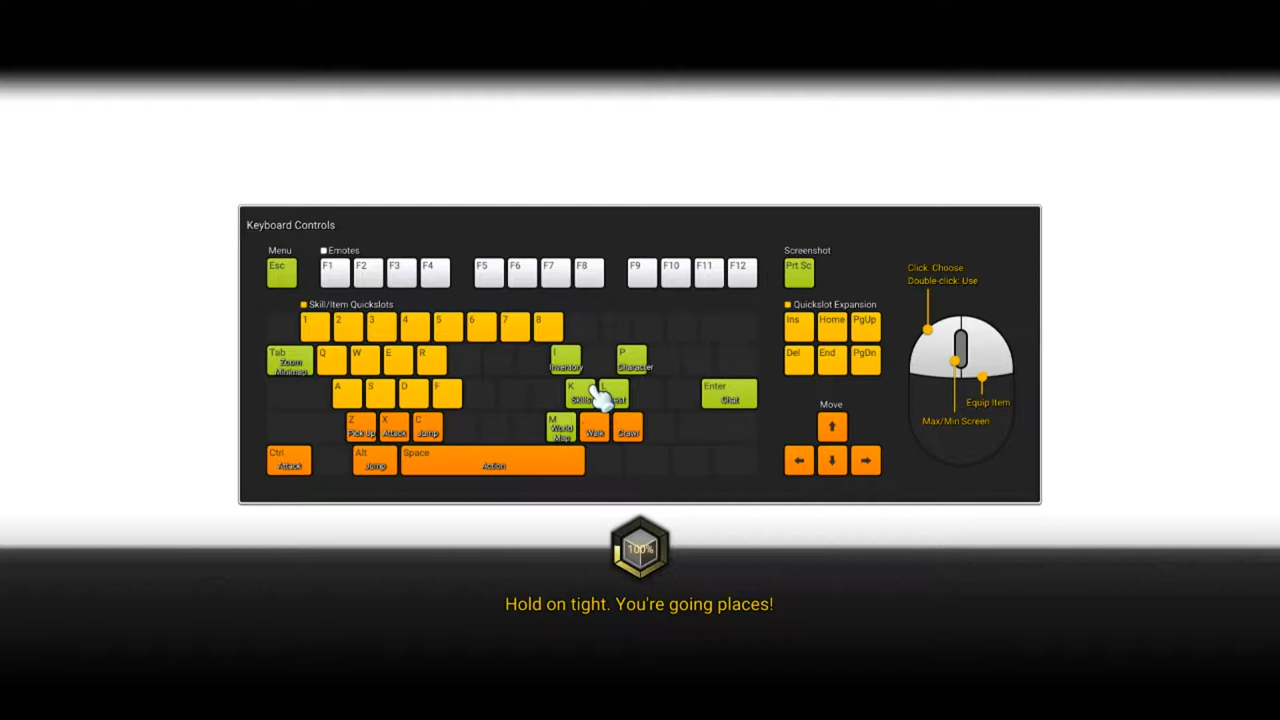 Keyboard Controls
Menu
Emotes
Screenshot
Esc
F1 F2 F3 F4 F5 F6 F7 F8 F9 F10 F11 F12
Prt Sc
Click: Choose
Double-click: Use
Skill/Item Quickslots
Quickslot Expansion
1 2 3 4 5 6 7 8
Ins Home PgUp
Tab Zoom Minimap
Q W E R
I Inventory
P Character
Del End PgDn
A S D F
K Skills
L
Enter Chat
Move
Equip Item
Max/Min Screen
Z Pick Up
X Attack
C Jump
M World Map
Walk
Crawl
Ctrl Attack
Alt Jump
Space Action
100%
Hold on tight. You're going places!